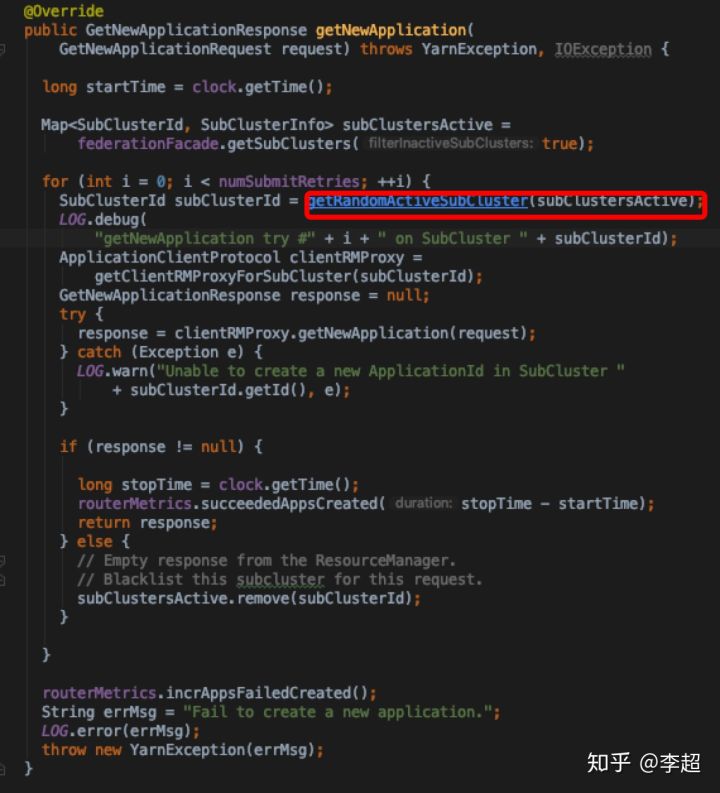 @Override
public GetNewApplicationResponse getNewApplication(
GetNewApplicationRequest request) throws YarnException, IOException {
long startTime = clock.getTime();
Map<SubClusterId, SubClusterInfo> subClustersActive =
federationFacade.getSubClusters( filterInactiveSubClusters: true);
for (int i = 0; i < numSubmitRetries; ++i) {
SubClusterId subClusterId = getRandomActiveSubCluster(subClustersActive);
LOG.debug(
"getNewApplication try #" + i + " on SubCluster " + subClusterId);
ApplicationClientProtocol clientRMProxy =
getClientRMProxyForSubCluster(subClusterId);
GetNewApplicationResponse response = null;
try {
response = clientRMProxy.getNewApplication(request);
} catch (Exception e) {
LOG.warn("Unable to create a new ApplicationId in SubCluster "
+ subClusterId.getId(), e);
}
if (response != null) {
long stopTime = clock.getTime();
routerMetrics.succeededAppsCreated( duration: stopTime - startTime);
return response;
} else {
// Empty response from the ResourceManager.
// Blacklist this subcluster for this request.
subClustersActive.remove(subClusterId);
}
}
routerMetrics.incrAppsFailedCreated();
String errMsg = "Fail to create a new application.";
LOG.error(errMsg);
throw new YarnException(errMsg);
}
知乎 @李超